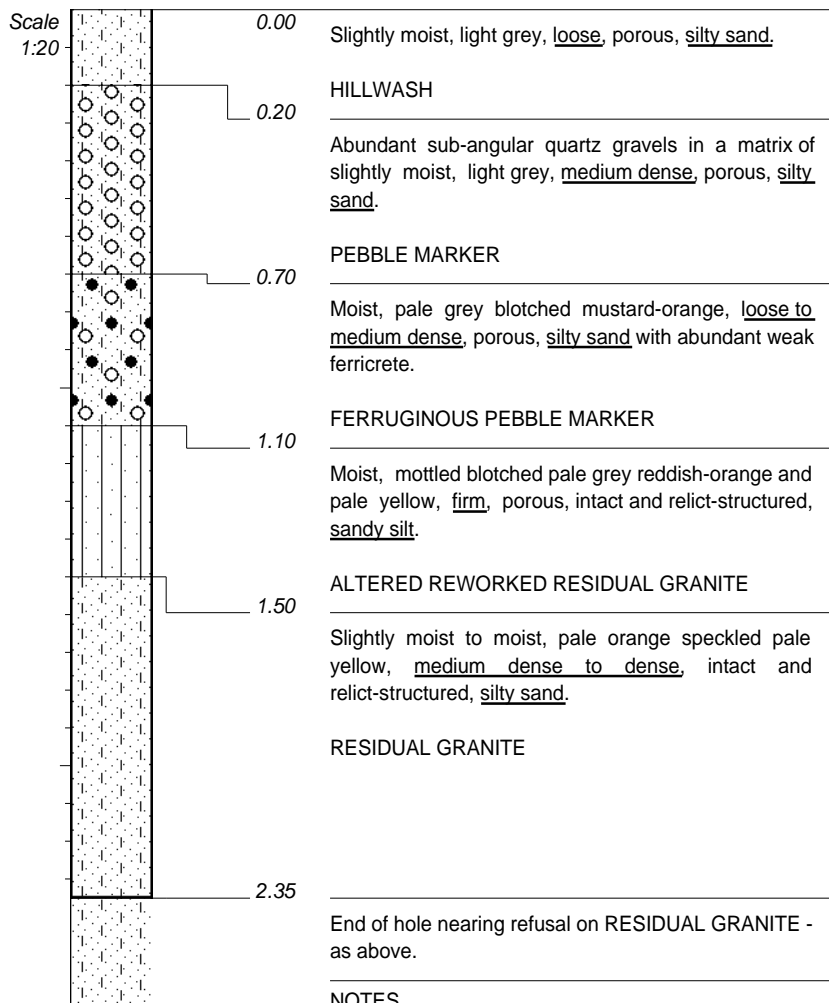 Scale
1:20
0.00
Slightly moist, light grey, loose, porous, silty sand.
HILLWASH
0.20
Abundant sub-angular quartz gravels in a matrix of
slightly moist, light grey, medium dense, porous, silty
sand.
PEBBLE MARKER
0.70
Moist, pale grey blotched mustard-orange, loose to
medium dense, porous, silty sand with abundant weak
ferricrete.
FERRUGINOUS PEBBLE MARKER
1.10
Moist, mottled blotched pale grey reddish-orange and
pale yellow, firm, porous, intact and relict-structured,
sandy silt.
ALTERED REWORKED RESIDUAL GRANITE
1.50
Slightly moist to moist, pale orange speckled pale
yellow, medium dense to dense, intact and
relict-structured, silty sand.
RESIDUAL GRANITE
2.35
End of hole nearing refusal on RESIDUAL GRANITE -
as above.
NOTES